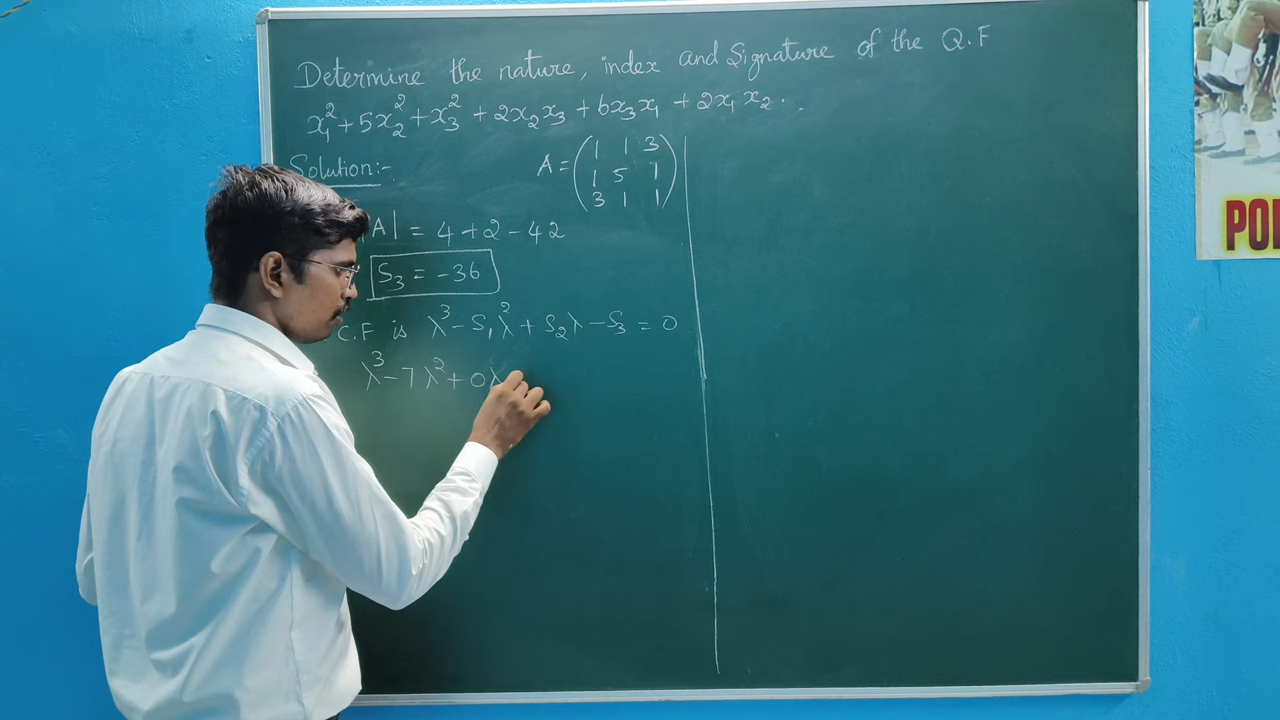 Determine the nature, index and Signature of the Q.F
x₁² + 5x₂² + x₃² + 2x₂x₃ + 6x₃x₁ + 2x₁x₂.
Solution:-
A = (1 1 3
1 5 1
3 1 1)
A| = 4+2-42
S₃ = -36
C.F is λ³ - S₁λ² + S₂λ - S₃ = 0
λ³ - 7λ² + 0λ